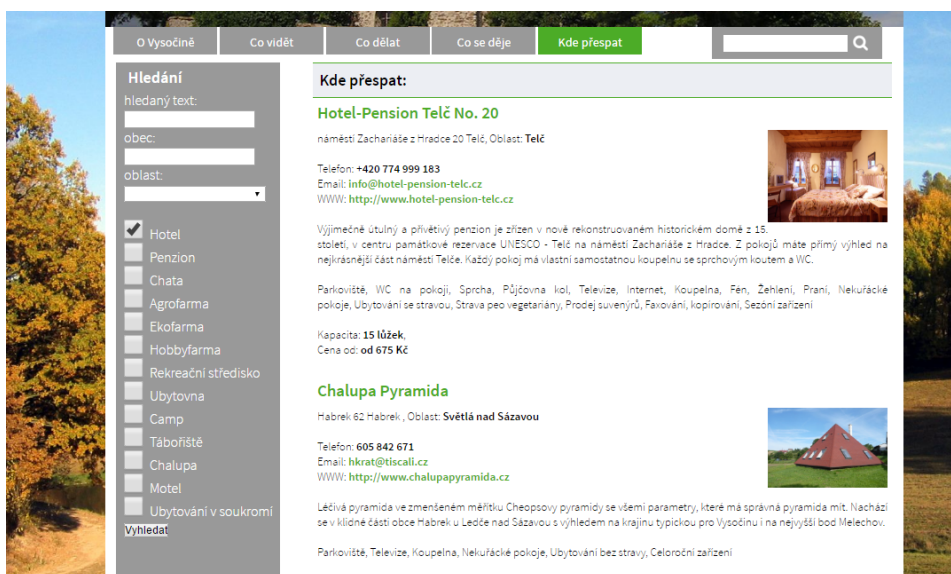 O Vysočině
Co vidět
Co dělat
Co se děje
Kde přespat
Hledání
hledaný text:
obec:
oblast:
Hotel
Penzion
Chata
Agrofarma
Ekofarma
Hobbyfarma
Rekreační středisko
Ubytovna
Camp
Tábořiště
Chalupa
Motel
Ubytování v soukromí
Vyhledat
Kde přespat:
Hotel-Pension Telč No. 20
náměstí Zachariáše z Hradce 20 Telč, Oblast: Telč
Telefon: +420 774 999 183
Email: info@hotel-pension-telc.cz
WWW: http://www.hotel-pension-telc.cz
Výjimečně útulný a přívětivý penzion je zřízen v nově rekonstruovaném historickém domě z 15.
století, v centru památkové rezervace UNESCO - Telč na náměstí Zachariáše z Hradce. Z pokojů máte přímý výhled na
nejkrásnější část náměstí Telče. Každý pokoj má vlastní samostatnou koupelnu se sprchovým koutem a WC.
Parkoviště, WC na pokoji, Sprcha, Půjčovna kol, Televize, Internet, Koupelna, Fén, Žehlení, Praní, Nekuřácké
pokoje, Ubytování se stravou, Strava peo vegetariány, Prodej suvenýrů, Faxování, kopírování, Sezóní zařízení
Kapacita: 15 lůžek,
Cena od: od 675 Kč
Chalupa Pyramida
Habrek 62 Habrek , Oblast: Světlá nad Sázavou
Telefon: 605 842 671
Email: hkrat@tiscali.cz
WWW: http://www.chalupapyramida.cz
Léčivá pyramida ve zmenšeném měřítku Cheopsovy pyramidy se všemi parametry, které má správná pyramida mít. Nachází
se v klidné části obce Habrek u Ledče nad Sázavou s výhledem na krajinu typickou pro Vysočinu i na nejvyšší bod Melechov.
Parkoviště, Televize, Koupelna, Nekuřácké pokoje, Ubytování bez stravy, Celoroční zařízení